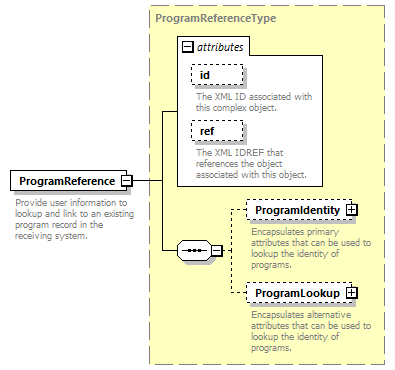 ProgramReferenceType
attributes
id
The XML ID associated with
this complex object.
ref
The XML IDREF that
references the object
associated with this object.
ProgramReference
Provide user information to
lookup and link to an existing
program record in the
receiving system.
ProgramIdentity
Encapsulates primary
attributes that can be used to
lookup the identity of
programs.
ProgramLookup
Encapsulates alternative
attributes that can be used to
lookup the identity of
programs.